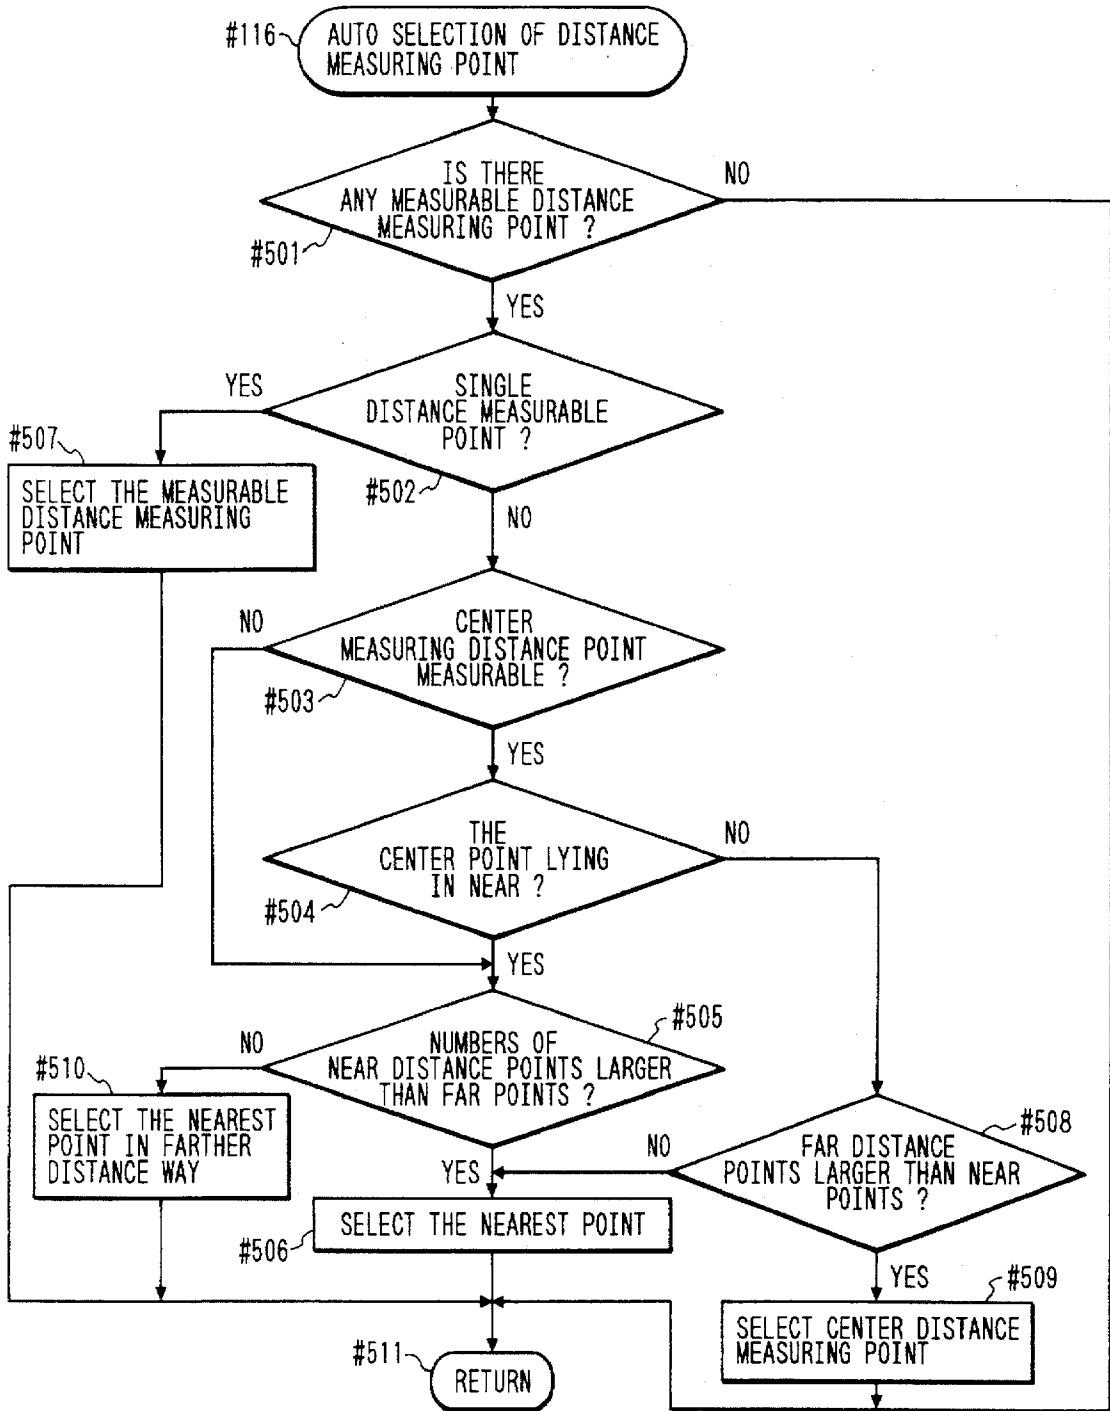 #116
AUTO SELECTION OF DISTANCE
MEASURING POINT
IS THERE
ANY MEASURABLE DISTANCE
MEASURING POINT ?
NO
#501
YES
SINGLE
DISTANCE MEASURABLE
POINT ?
YES
#502
#507
SELECT THE MEASURABLE
DISTANCE MEASURING
POINT
NO
CENTER
MEASURING DISTANCE POINT
MEASURABLE ?
NO
#503
YES
THE
CENTER POINT LYING
IN NEAR ?
NO
#504
YES
#505
NUMBERS OF
NEAR DISTANCE POINTS LARGER
THAN FAR POINTS ?
NO
#510
SELECT THE NEAREST
POINT IN FARTHER
DISTANCE WAY
YES
#508
FAR DISTANCE
POINTS LARGER THAN NEAR
POINTS ?
NO
SELECT THE NEAREST POINT
#506
YES
#509
SELECT CENTER DISTANCE
MEASURING POINT
#511
RETURN